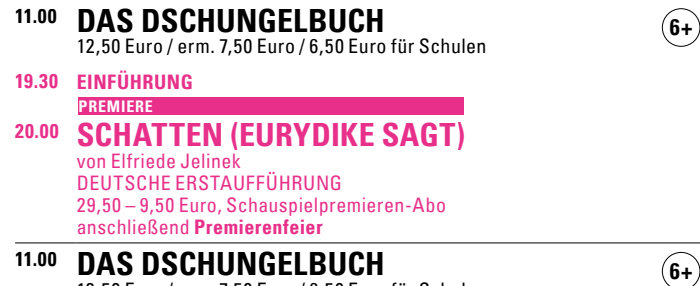 11.00 DAS DSCHUNGELBUCH 6+
12,50 Euro / erm. 7,50 Euro / 6,50 Euro für Schulen
19.30 EINFÜHRUNG
PREMIERE
20.00 SCHATTEN (EURYDIKE SAGT)
von Elfriede Jelinek
DEUTSCHE ERSTAUFFÜHRUNG
29,50 – 9,50 Euro, Schauspielpremieren-Abo
anschließend Premierenfeier
11.00 DAS DSCHUNGELBUCH 6+